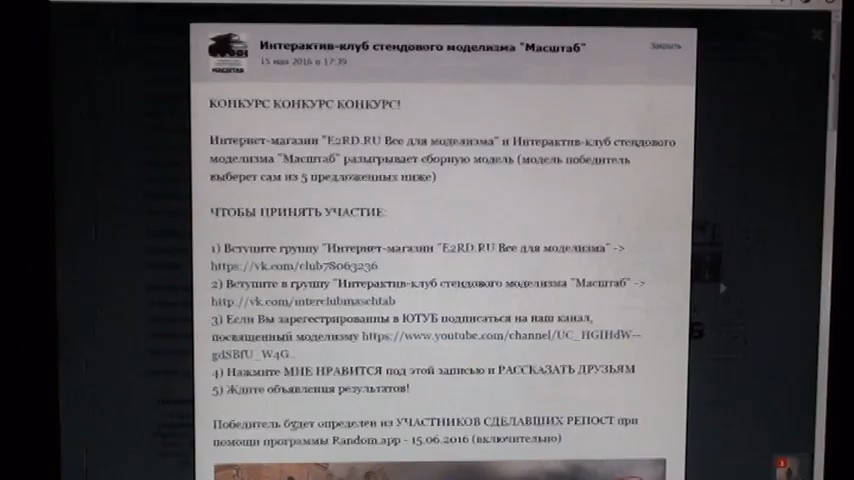 Интерактив-клуб стендового моделизма "Масштаб"
Закрыть
15 мая 2016 в 17:39
МАСШТАБ
КОНКУРС КОНКУРС КОНКУРС!
Интернет-магазин "E2RD.RU Все для моделизма" и Интерактив-клуб стендового
моделизма "Масштаб" разыгрывает сборную модель (модель победитель
выберет сам из 5 предложенных ниже)
ЧТОБЫ ПРИНЯТЬ УЧАСТИЕ:
1) Вступите группу "Интернет-магазин "E2RD.RU Все для моделизма" ->
https://vk.com/club78063236
2) Вступите в группу "Интерактив-клуб стендового моделизма "Масштаб" ->
http://vk.com/interclubmaschtab
3) Если Вы зарегестрированны в ЮТУБ подписаться на наш канал,
посвященный моделизму https://www.youtube.com/channel/UC_HGIHdW--
gdSBfU_W4G..
4) Нажмите МНЕ НРАВИТСЯ под этой записью и РАССКАЗАТЬ ДРУЗЬЯМ
5) Ждите объявления результатов!
Победитель будет определен из УЧАСТНИКОВ СДЕЛАВШИХ РЕПОСТ при
помощи программы Random.app - 15.06.2016 (включительно)
1